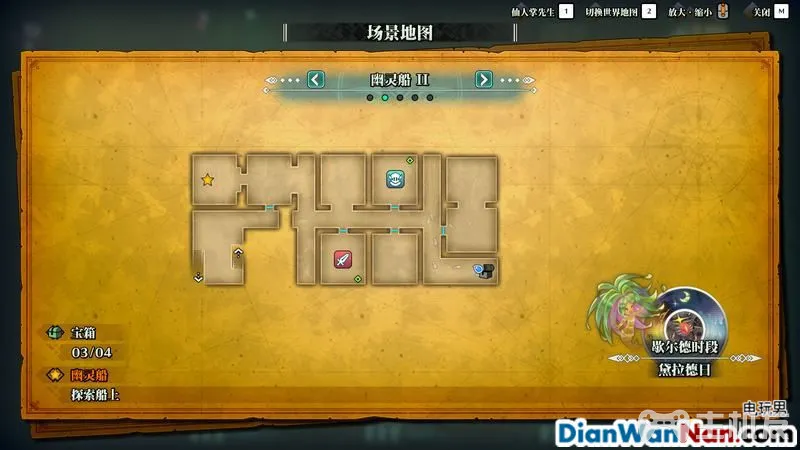 仙人掌先生 1 切换世界地图 2 放大·缩小 关闭 M
场景地图
幽灵船 II
宝箱
03/04
幽灵船
探索船上
歇尔德时段
黛拉德日
电玩男
DianWanNan.com